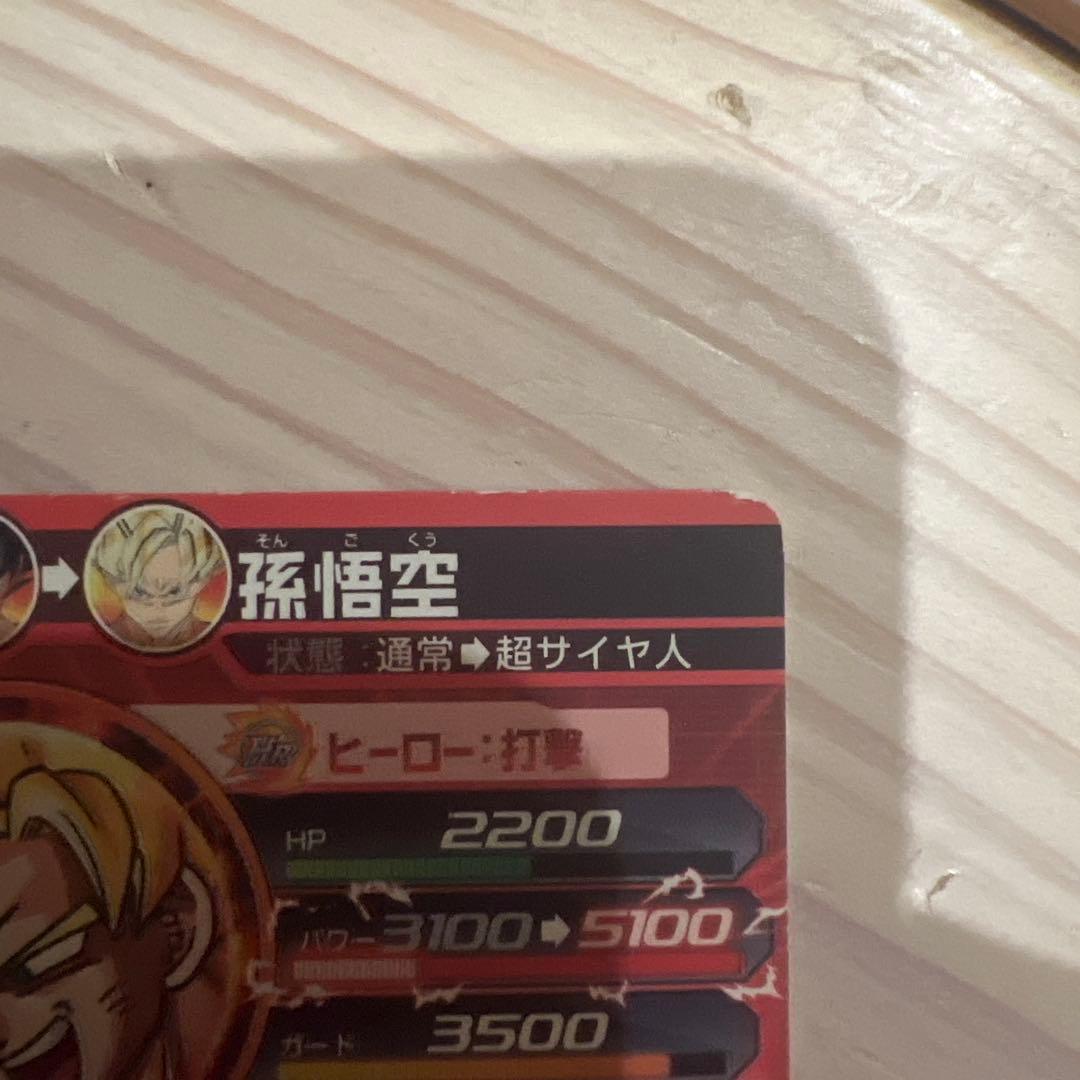 そん ご くう
孫悟空
状態：通常➡超サイヤ人
HR ヒーロー：打撃
HP 2200
パワー 3100➡5100
ガード 3500